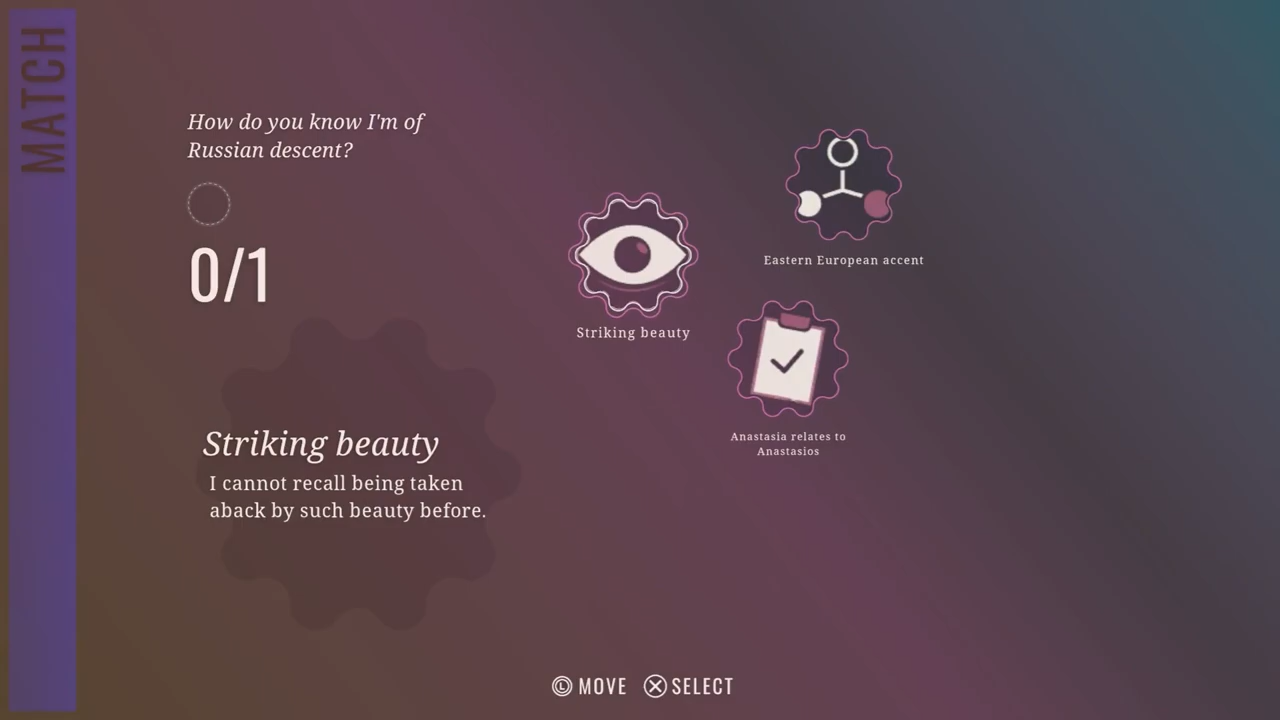 MATCH
How do you know I'm of
Russian descent?
0/1
Striking beauty
I cannot recall being taken
aback by such beauty before.
Striking beauty
Eastern European accent
Anastasia relates to
Anastasios
L MOVE SELECT